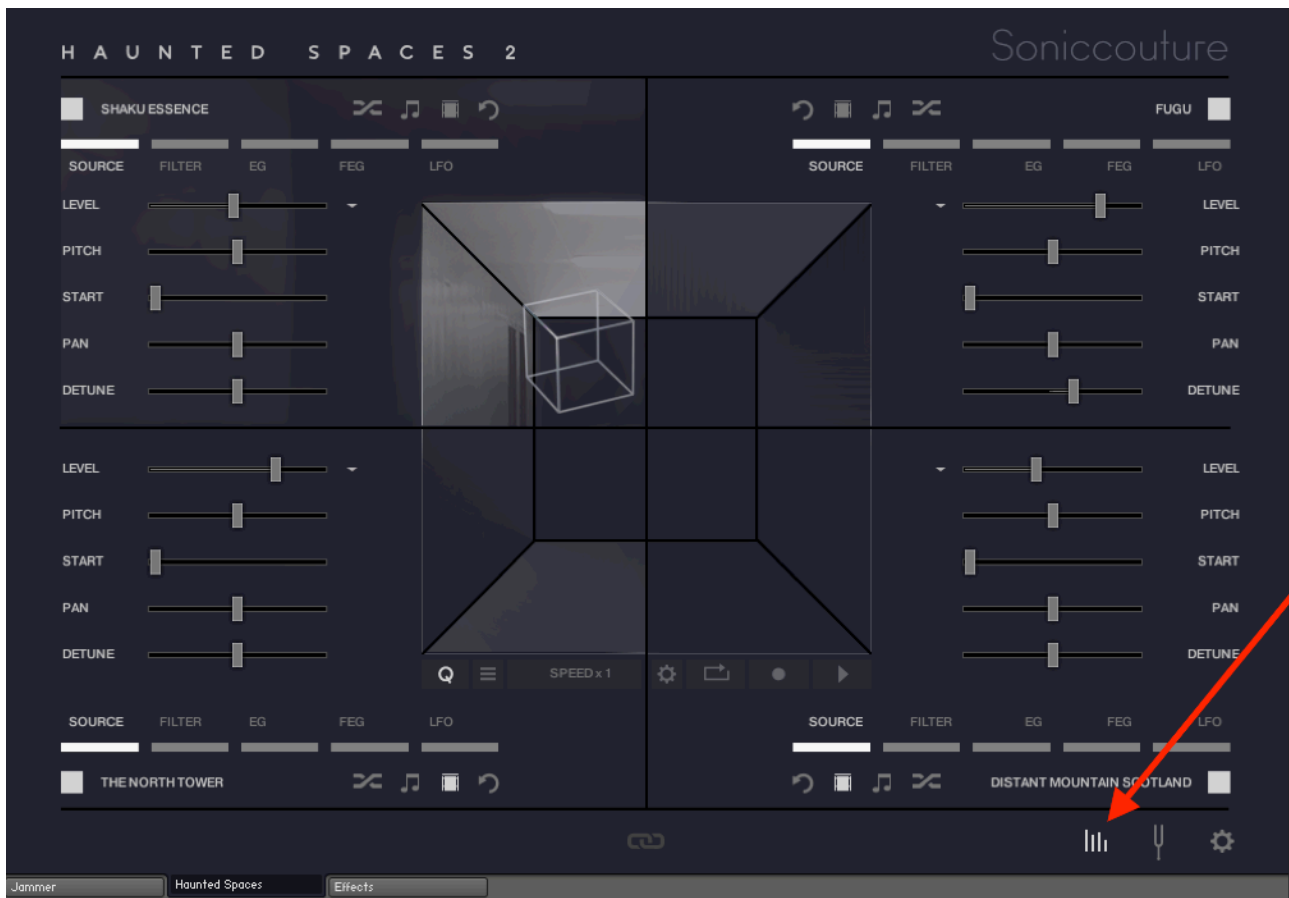 HAUNTED SPACES 2
Soniccouture
SHAKU ESSENCE
FUGU
SOURCE FILTER EG FEG LFO
SOURCE FILTER EG FEG LFO
LEVEL
LEVEL
PITCH
PITCH
START
START
PAN
PAN
DETUNE
DETUNE
LEVEL
LEVEL
PITCH
PITCH
START
START
PAN
PAN
DETUNE
DETUNE
Q
SPEED x 1
SOURCE FILTER EG FEG LFO
SOURCE FILTER EG FEG LFO
THE NORTH TOWER
DISTANT MOUNTAIN SCOTLAND
Jammer
Haunted Spaces
Effects